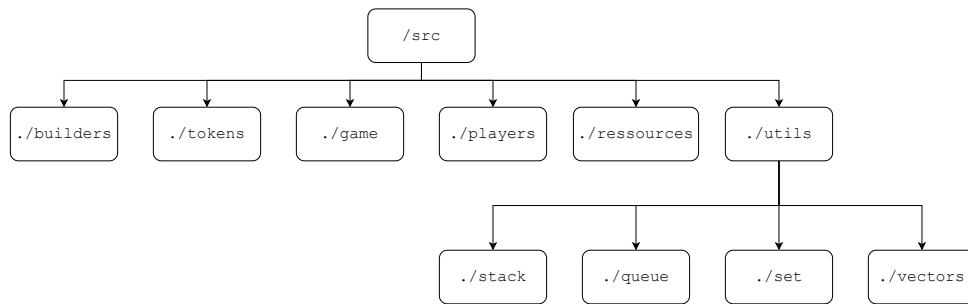 /src
./builders
./tokens
./game
./players
./ressources
./utils
./stack
./queue
./set
./vectors